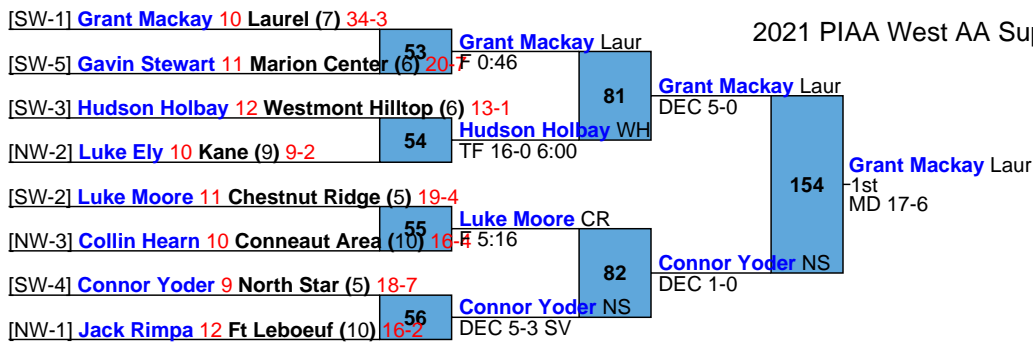 2021 PIAA West AA Su
[SW-1] Grant Mackay 10 Laurel (7) 34-3
[SW-5] Gavin Stewart 11 Marion Center (6) 20-7
[SW-3] Hudson Holbay 12 Westmont Hilltop (6) 13-1
[NW-2] Luke Ely 10 Kane (9) 9-2
[SW-2] Luke Moore 11 Chestnut Ridge (5) 19-4
[NW-3] Collin Hearn 10 Conneaut Area (10) 16-4
[SW-4] Connor Yoder 9 North Star (5) 18-7
[NW-1] Jack Rimpa 12 Ft Leboeuf (10) 16-2
53
54
55
56
Grant Mackay Laur
F 0:46
Hudson Holbay WH
TF 16-0 6:00
Luke Moore CR
F 5:16
Connor Yoder NS
DEC 5-3 SV
81
82
Grant Mackay Laur
DEC 5-0
Connor Yoder NS
DEC 1-0
154
Grant Mackay Laur
1st
MD 17-6